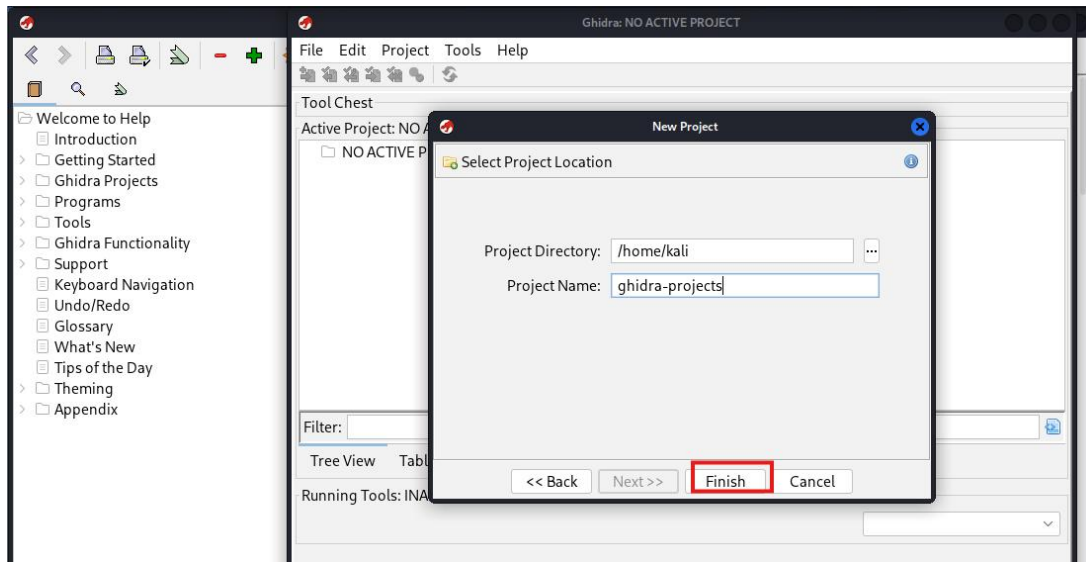 Ghidra: NO ACTIVE PROJECT
File Edit Project Tools Help
Tool Chest
Active Project: NO A
NO ACTIVE P
Filter:
Tree View Tabl
Running Tools: INA
Welcome to Help
Introduction
Getting Started
Ghidra Projects
Programs
Tools
Ghidra Functionality
Support
Keyboard Navigation
Undo/Redo
Glossary
What's New
Tips of the Day
Theming
Appendix
New Project
Select Project Location
Project Directory: /home/kali ...
Project Name: ghidra-projects
<< Back Next >> Finish Cancel